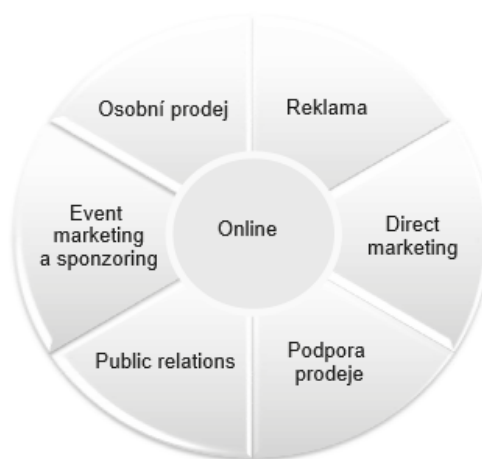 Osobní prodej
Reklama
Event
marketing
a sponzoring
Online
Direct
marketing
Public relations
Podpora
prodeje